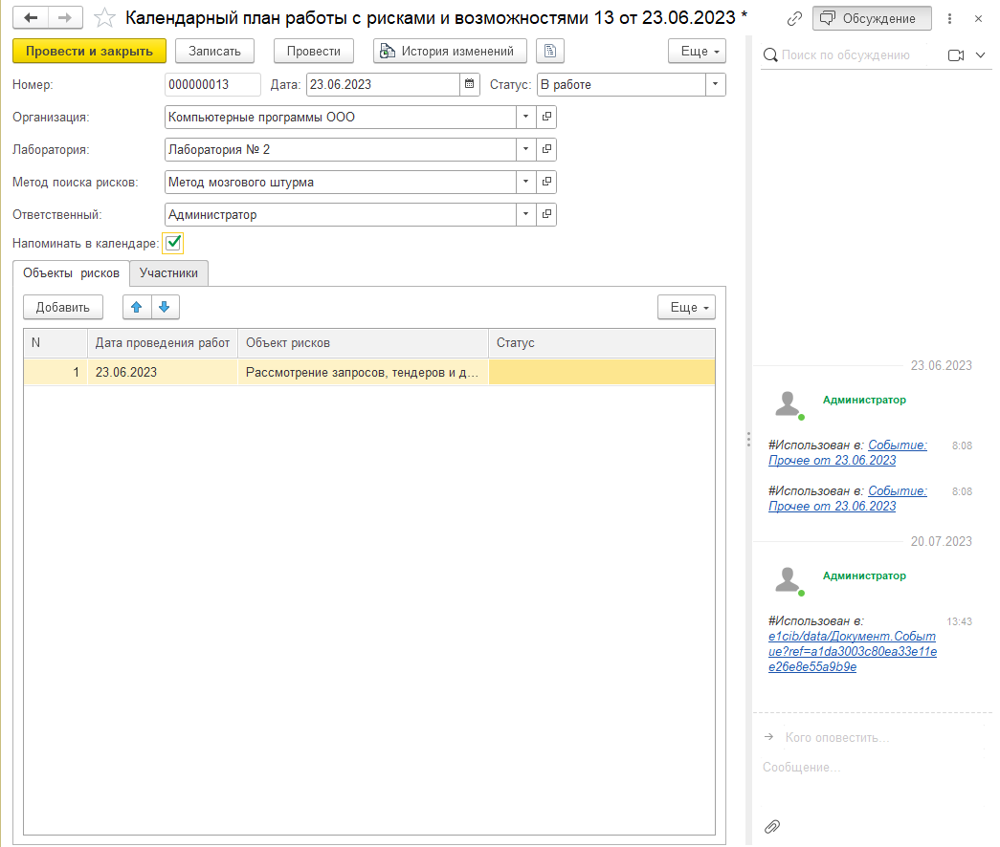 Календарный план работы с рисками и возможностями 13 от 23.06.2023 *
Обсуждение
Провести и закрыть
Записать
Провести
История изменений
Еще
Поиск по обсуждению
Номер:
000000013
Дата:
23.06.2023
Статус:
В работе
Организация:
Компьютерные программы ООО
Лаборатория:
Лаборатория № 2
Метод поиска рисков:
Метод мозгового штурма
Ответственный:
Администратор
Напоминать в календаре:
Объекты рисков
Участники
Добавить
Еще
N
Дата проведения работ
Объект рисков
Статус
1
23.06.2023
Рассмотрение запросов, тендеров и д...
23.06.2023
Администратор
#Использован в: Событие:
8:08
Прочее от 23.06.2023
#Использован в: Событие:
8:08
Прочее от 23.06.2023
20.07.2023
Администратор
#Использован в:
13:43
e1cib/data/Документ.Событ
ие?ref=a1da3003c80ea33e11e
e26e8e55a9b9e
Кого оповестить...
Сообщение...